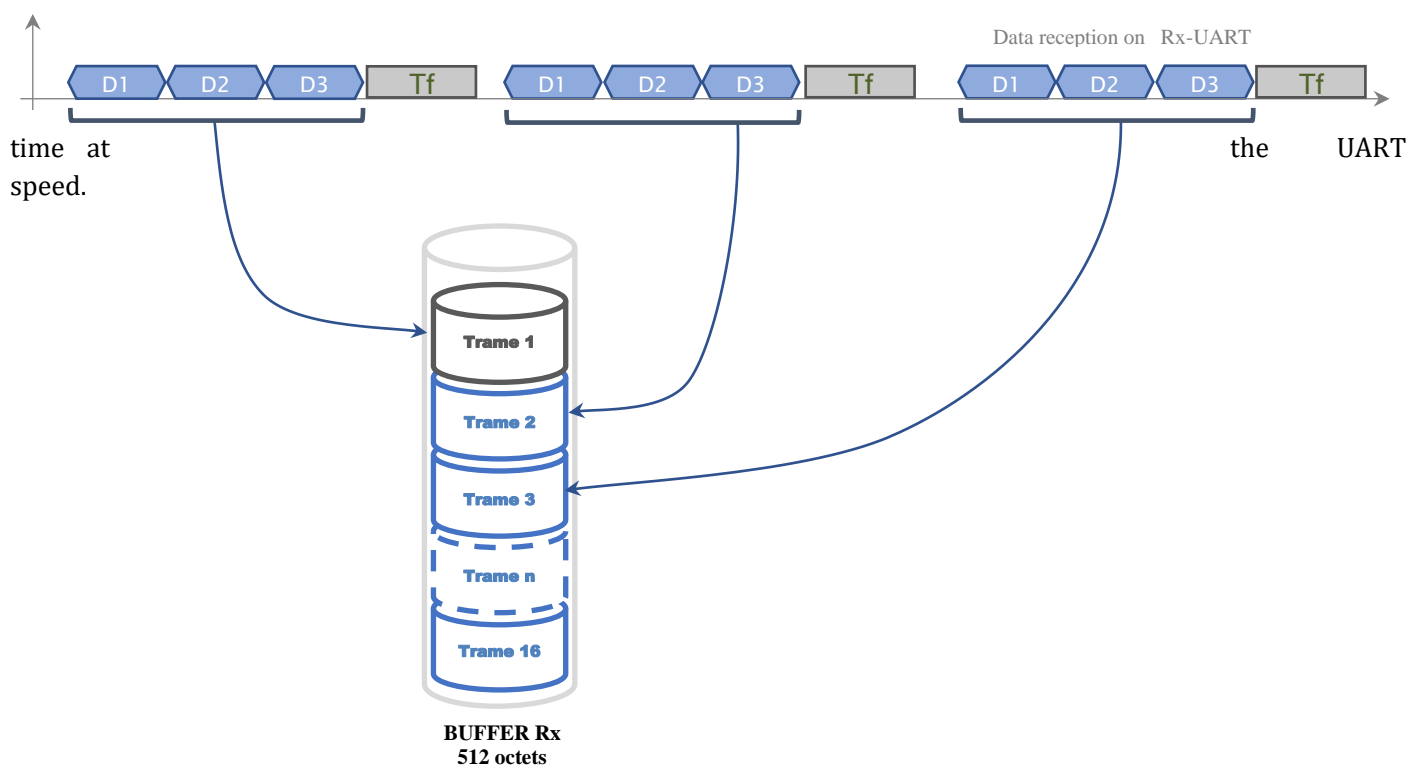 Data reception on Rx-UART
D1 D2 D3 Tf D1 D2 D3 Tf D1 D2 D3 Tf
time at the UART
speed.
Trame 1
Trame 2
Trame 3
Trame n
Trame 16
BUFFER Rx
512 octets